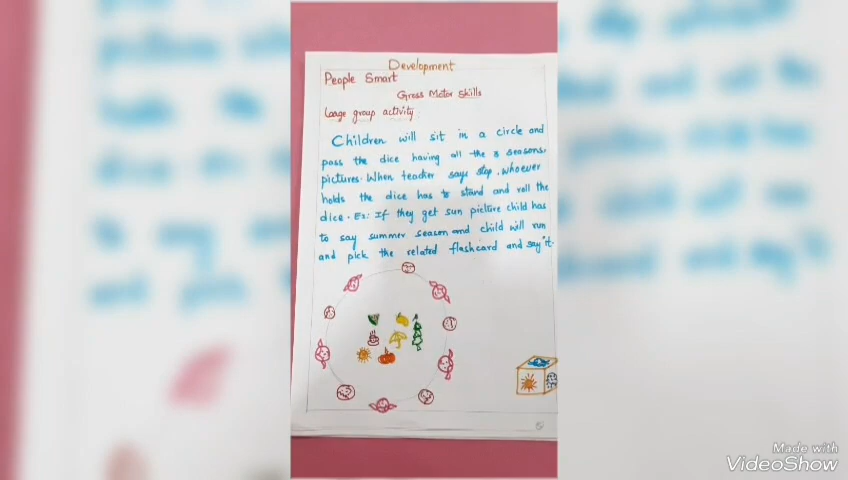 Development
People Smart
Gross Motor Skills
Large group activity
Children will sit in a circle and
pass the dice having all the 3 seasons
pictures. When teacher says stop, whoever
holds the dice has to stand and roll the
dice. Ex:- If they get sun picture child has
to say summer season and child will run
and pick the related flashcard and say it.
Made with
VideoShow